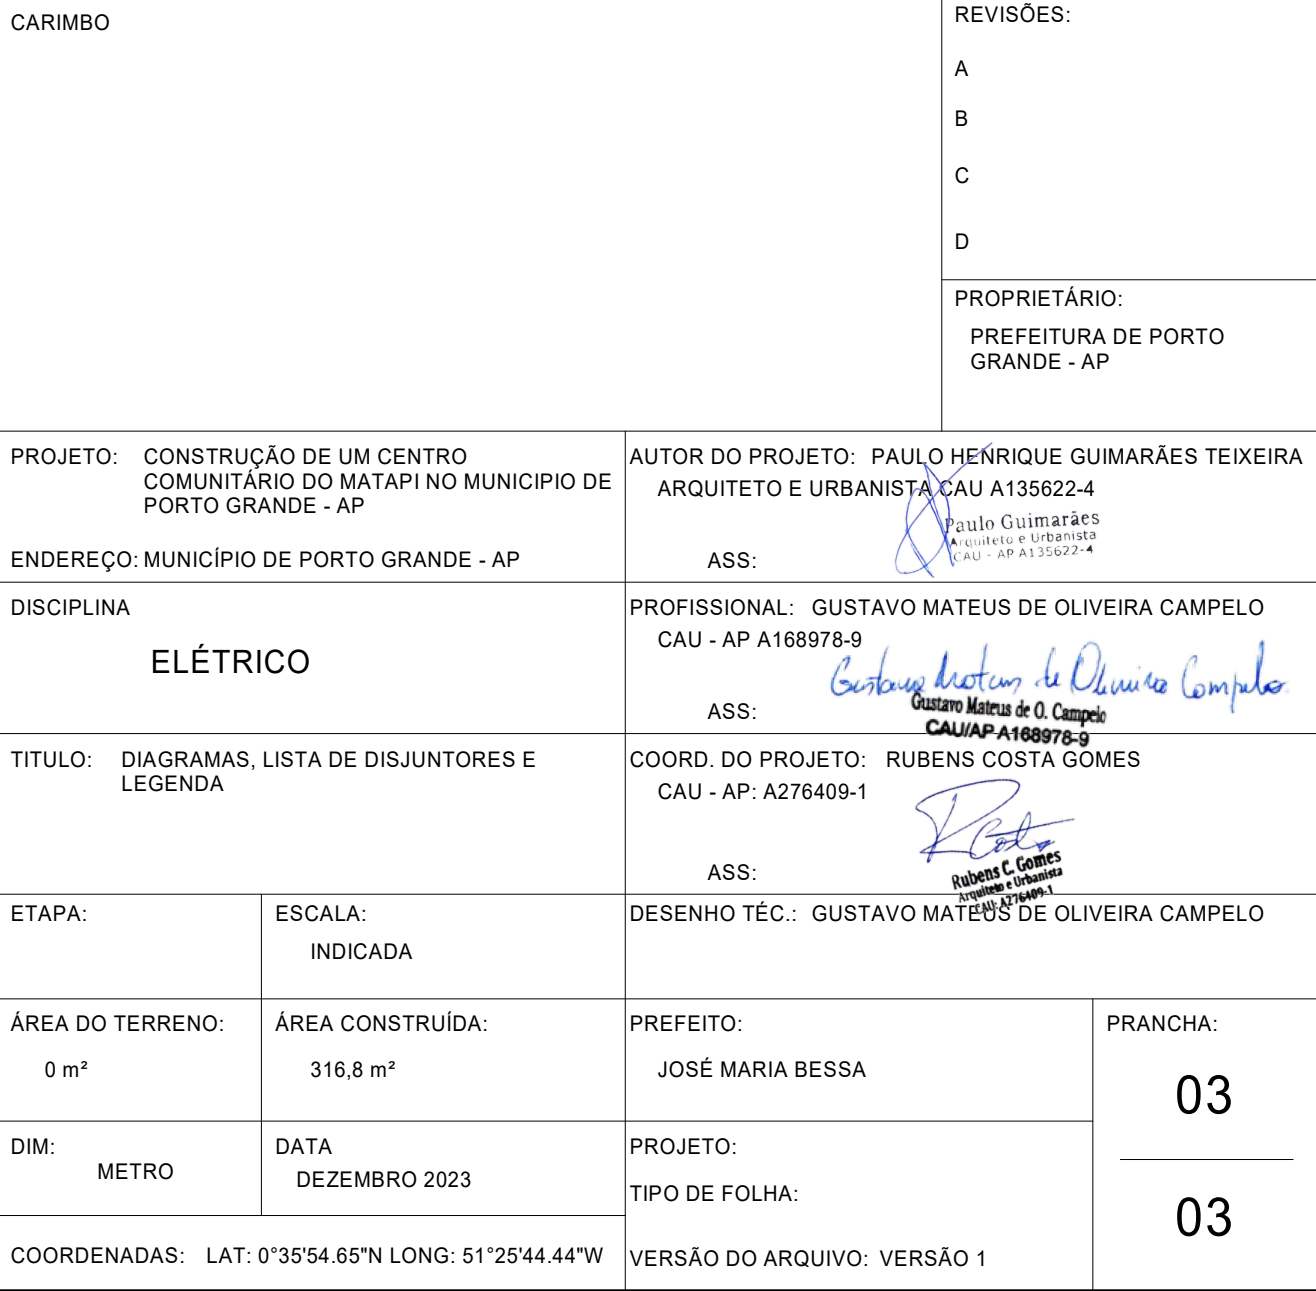 CARIMBO
REVISÕES:
A
B
C
D
PROPRIETÁRIO:
PREFEITURA DE PORTO
GRANDE - AP
PROJETO: CONSTRUÇÃO DE UM CENTRO
COMUNITÁRIO DO MATAPI NO MUNICIPIO DE
PORTO GRANDE - AP
ENDEREÇO: MUNICÍPIO DE PORTO GRANDE - AP
AUTOR DO PROJETO: PAULO HENRIQUE GUIMARÃES TEIXEIRA
ARQUITETO E URBANISTA CAU A135622-4
Paulo Guimarães
Arquiteto e Urbanista
CAU - AP A135622-4
ASS:
DISCIPLINA
ELÉTRICO
PROFISSIONAL: GUSTAVO MATEUS DE OLIVEIRA CAMPELO
CAU - AP A168978-9
Gustavo Mateus de Oliveira Campelo
Gustavo Mateus de O. Campelo
CAU/AP A168978-9
ASS:
TITULO: DIAGRAMAS, LISTA DE DISJUNTORES E
LEGENDA
COORD. DO PROJETO: RUBENS COSTA GOMES
CAU - AP: A276409-1
RCosta
Rubens C. Gomes
Arquiteto e Urbanista
CAU: A276409-1
ASS:
ETAPA:
ESCALA:
INDICADA
DESENHO TÉC.: GUSTAVO MATEUS DE OLIVEIRA CAMPELO
ÁREA DO TERRENO:
0 m²
ÁREA CONSTRUÍDA:
316,8 m²
PREFEITO:
JOSÉ MARIA BESSA
PRANCHA:
03
03
DIM:
METRO
DATA
DEZEMBRO 2023
PROJETO:
TIPO DE FOLHA:
COORDENADAS: LAT: 0°35'54.65"N LONG: 51°25'44.44"W
VERSÃO DO ARQUIVO: VERSÃO 1